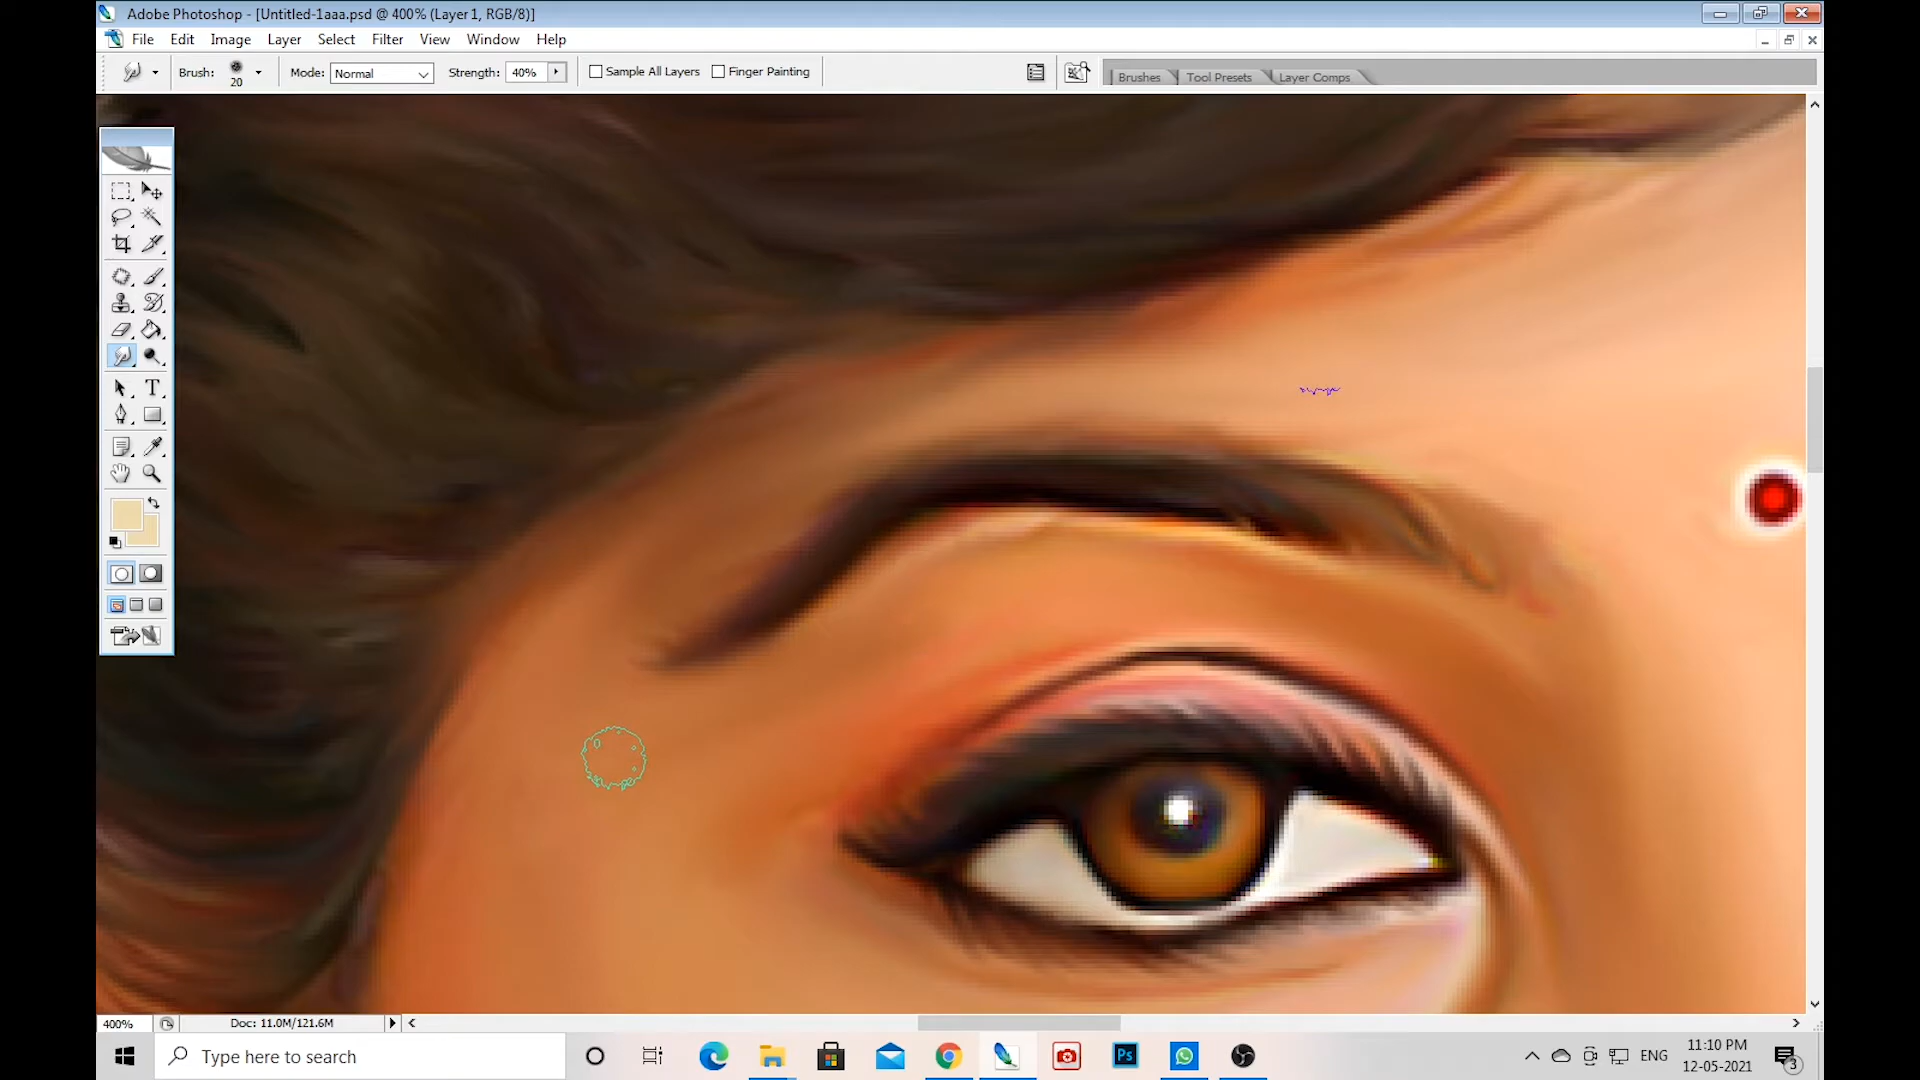 Adobe Photoshop - [Untitled-1aaa.psd @ 400% (Layer 1, RGB/8)]
File Edit Image Layer Select Filter View Window Help
Brush: 20 Mode: Normal Strength: 40% Sample All Layers Finger Painting Brushes Tool Presets Layer Comps
T
400% Doc: 11.0M/121.6M
Type here to search Ps ENG 11:10 PM
12-05-2021 3